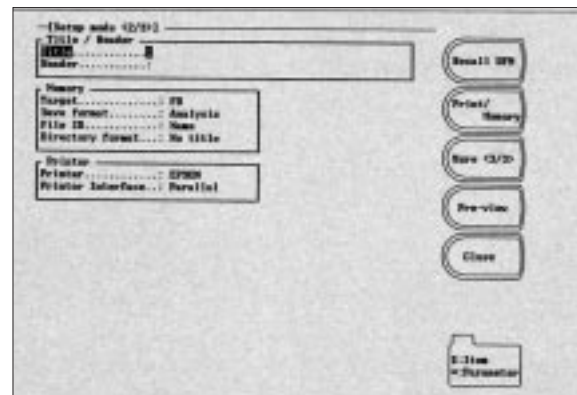 [Setup mode <2/3>]
Title / Header
Title
Header...........:
Memory
Target...........: FD
Save format......: Analysis
File ID..........: Name
Directory format.: No title
Printer
Printer..........: EPSON
Printer Interface..: Parallel
Recall
Print/
Memory
More <3/3>
Pre-view
Close
:Item
:Parameter